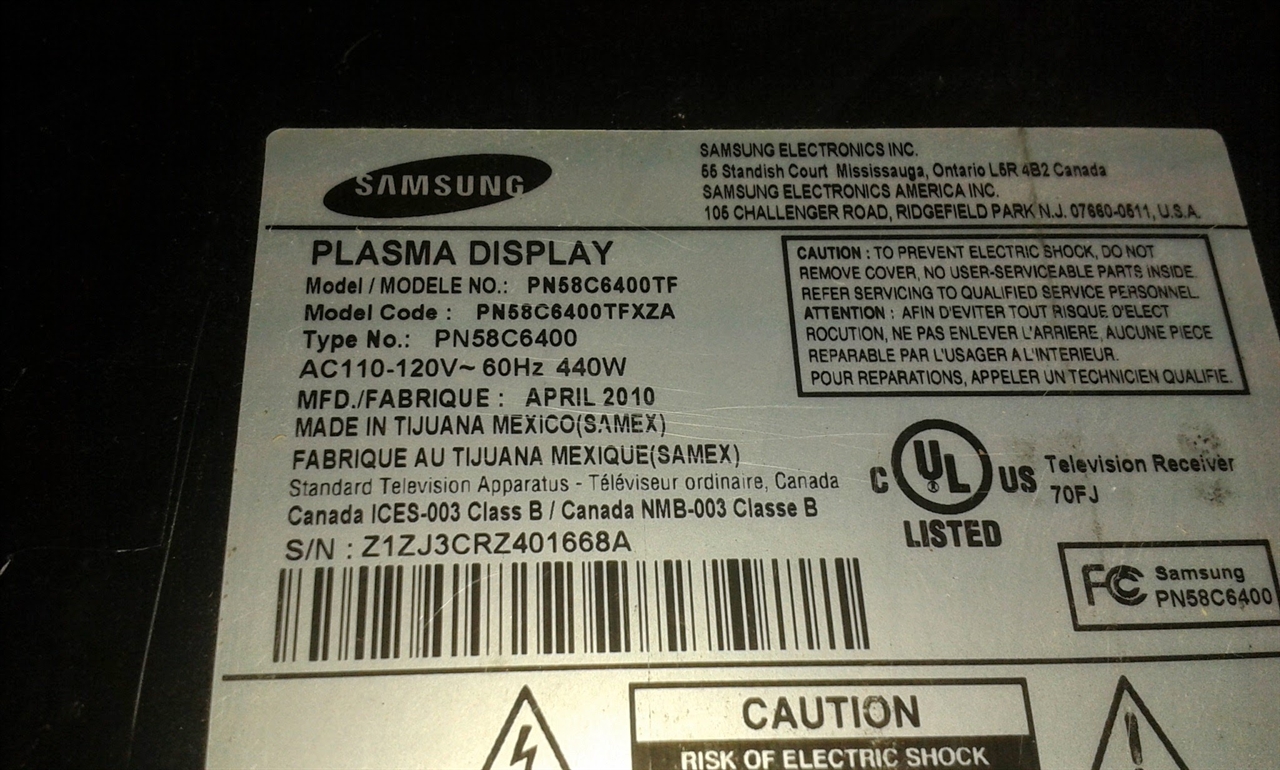 SAMSUNG
SAMSUNG ELECTRONICS INC.
55 Standish Court Mississauga, Ontario L5R 4B2 Canada
SAMSUNG ELECTRONICS AMERICA INC.
105 CHALLENGER ROAD, RIDGEFIELD PARK N.J. 07660-0511, U.S.A.
PLASMA DISPLAY
Model / MODELE NO.: PN58C6400TF
Model Code : PN58C6400TFXZA
Type No.: PN58C6400
AC110-120V~ 60Hz 440W
MFD./FABRIQUE : APRIL 2010
MADE IN TIJUANA MEXICO(SAMEX)
FABRIQUE AU TIJUANA MEXIQUE(SAMEX)
Standard Television Apparatus - Téléviseur ordinaire, Canada
Canada ICES-003 Class B / Canada NMB-003 Classe B
S/N : Z1ZJ3CRZ401668A
CAUTION : TO PREVENT ELECTRIC SHOCK, DO NOT
REMOVE COVER, NO USER-SERVICEABLE PARTS INSIDE.
REFER SERVICING TO QUALIFIED SERVICE PERSONNEL.
ATTENTION : AFIN D'EVITER TOUT RISQUE D'ELECT
ROCUTION, NE PAS ENLEVER L'ARRIERE, AUCUNE PIECE
REPARABLE PAR L'USAGER A L'INTERIEUR.
POUR REPARATIONS, APPELER UN TECHNICIEN QUALIFIE.
C UL ® US
LISTED
Television Receiver
70FJ
FC Samsung
PN58C6400
CAUTION
RISK OF ELECTRIC SHOCK